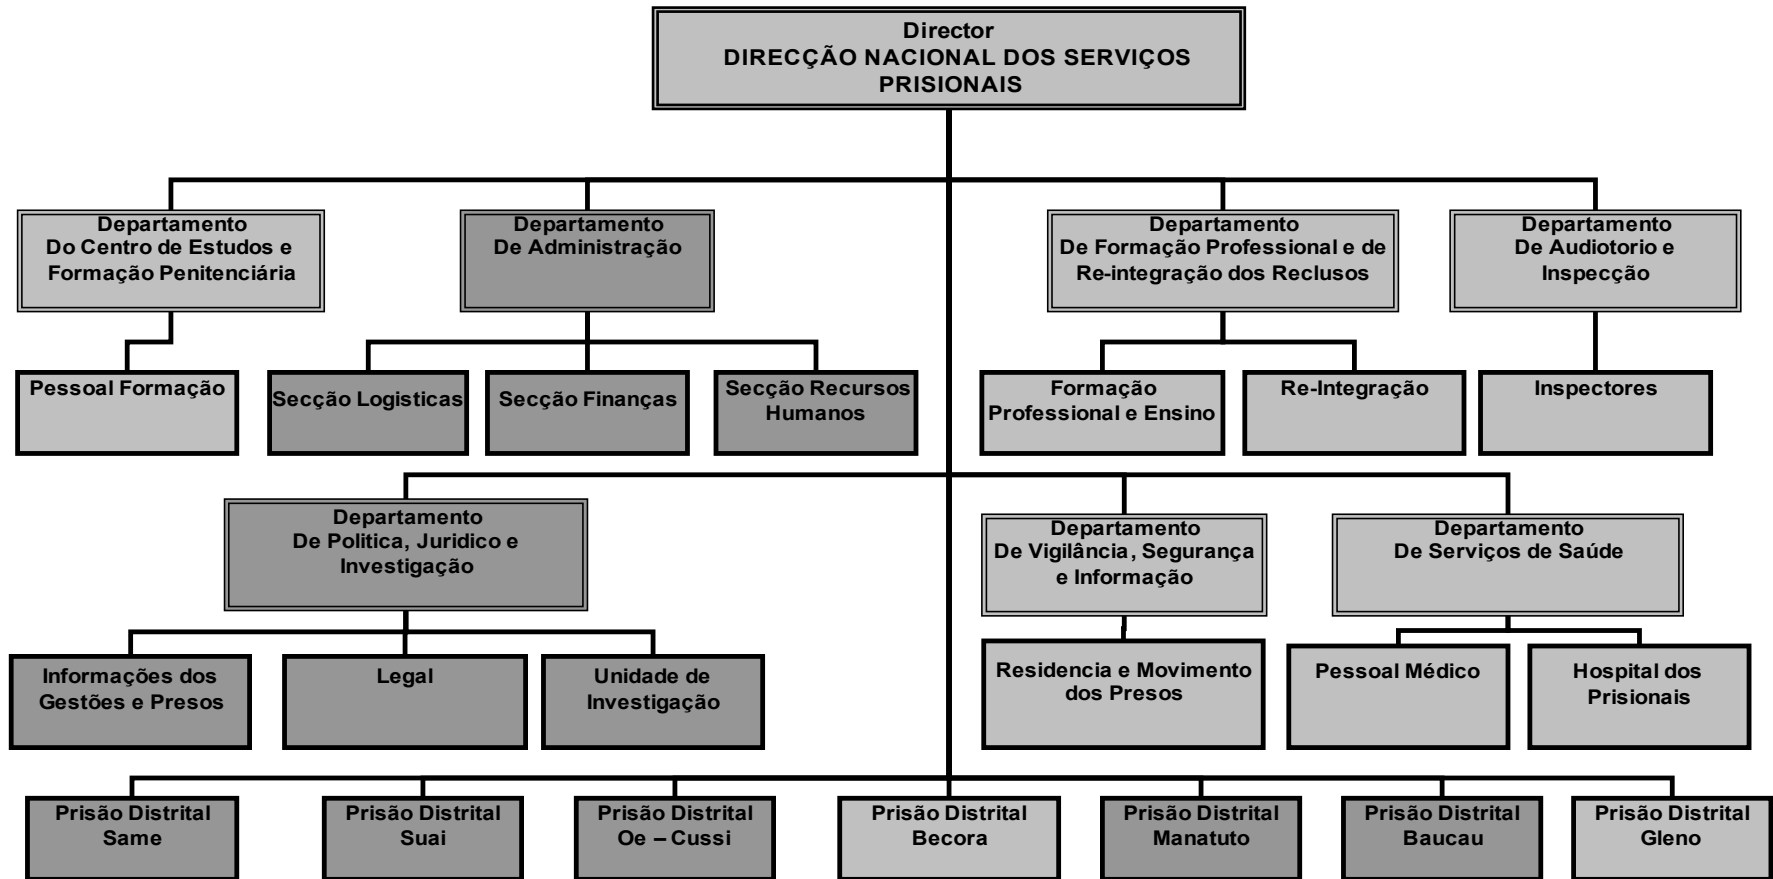 Director
DIRECÇÃO NACIONAL DOS SERVIÇOS
PRISIONAIS
Departamento
Do Centro de Estudos e
Formação Penitenciária
Departamento
De Administração
Departamento
De Formação Professional e de
Re-integração dos Reclusos
Departamento
De Audiotorio e
Inspecção
Pessoal Formação
Secção Logisticas
Secção Finanças
Secção Recursos
Humanos
Formação
Professional e Ensino
Re-Integração
Inspectores
Departamento
De Politica, Juridico e
Investigação
Departamento
De Vigilância, Segurança
e Informação
Departamento
De Serviços de Saúde
Informações dos
Gestões e Presos
Legal
Unidade de
Investigação
Residencia e Movimento
dos Presos
Pessoal Médico
Hospital dos
Prisionais
Prisão Distrital
Same
Prisão Distrital
Suai
Prisão Distrital
Oe – Cussi
Prisão Distrital
Becora
Prisão Distrital
Manatuto
Prisão Distrital
Baucau
Prisão Distrital
Gleno